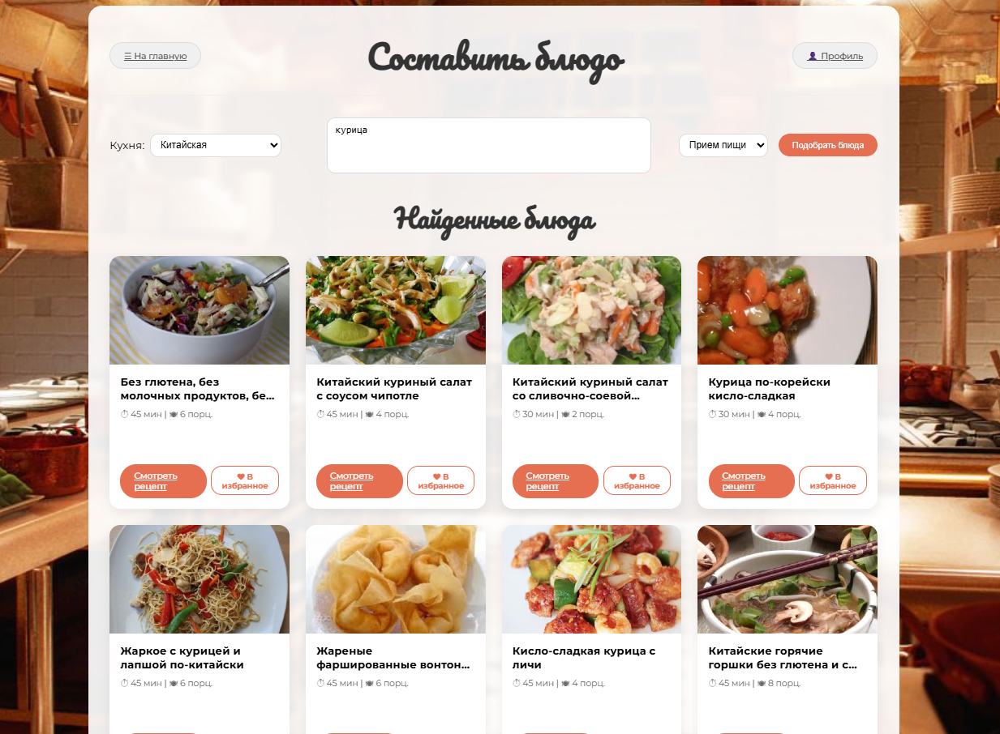 ☰ На главную
Составить блюдо
👤 Профиль
Кухня:
Китайская
курица
Прием пищи
Подобрать блюда
Найденные блюда
Без глютена, без
молочных продуктов, бе...
⏱ 45 мин | 🍽 6 порц.
Смотреть
рецепт
❤ В
избранное
Китайский куриный салат
с соусом чипотле
⏱ 45 мин | 🍽 4 порц.
Смотреть
рецепт
❤ В
избранное
Китайский куриный салат
со сливочно-соевой...
⏱ 30 мин | 🍽 2 порц.
Смотреть
рецепт
❤ В
избранное
Курица по-корейски
кисло-сладкая
⏱ 30 мин | 🍽 4 порц.
Смотреть
рецепт
❤ В
избранное
Жаркое с курицей и
лапшой по-китайски
⏱ 45 мин | 🍽 6 порц.
Жареные
фаршированные вонтон...
⏱ 45 мин | 🍽 6 порц.
Кисло-сладкая курица с
личи
⏱ 45 мин | 🍽 4 порц.
Китайские горячие
горшки без глютена и с...
⏱ 45 мин | 🍽 8 порц.